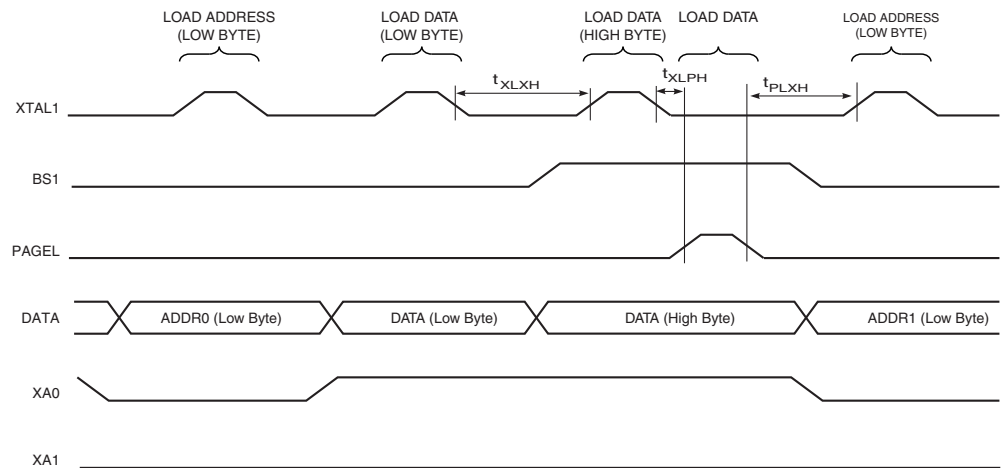 LOAD ADDRESS
(LOW BYTE)
LOAD DATA
(LOW BYTE)
LOAD DATA
(HIGH BYTE)
LOAD DATA
LOAD ADDRESS
(LOW BYTE)
tXLXH
tXLPH
tPLXH
XTAL1
BS1
PAGEL
DATA
ADDR0 (Low Byte)
DATA (Low Byte)
DATA (High Byte)
ADDR1 (Low Byte)
XA0
XA1